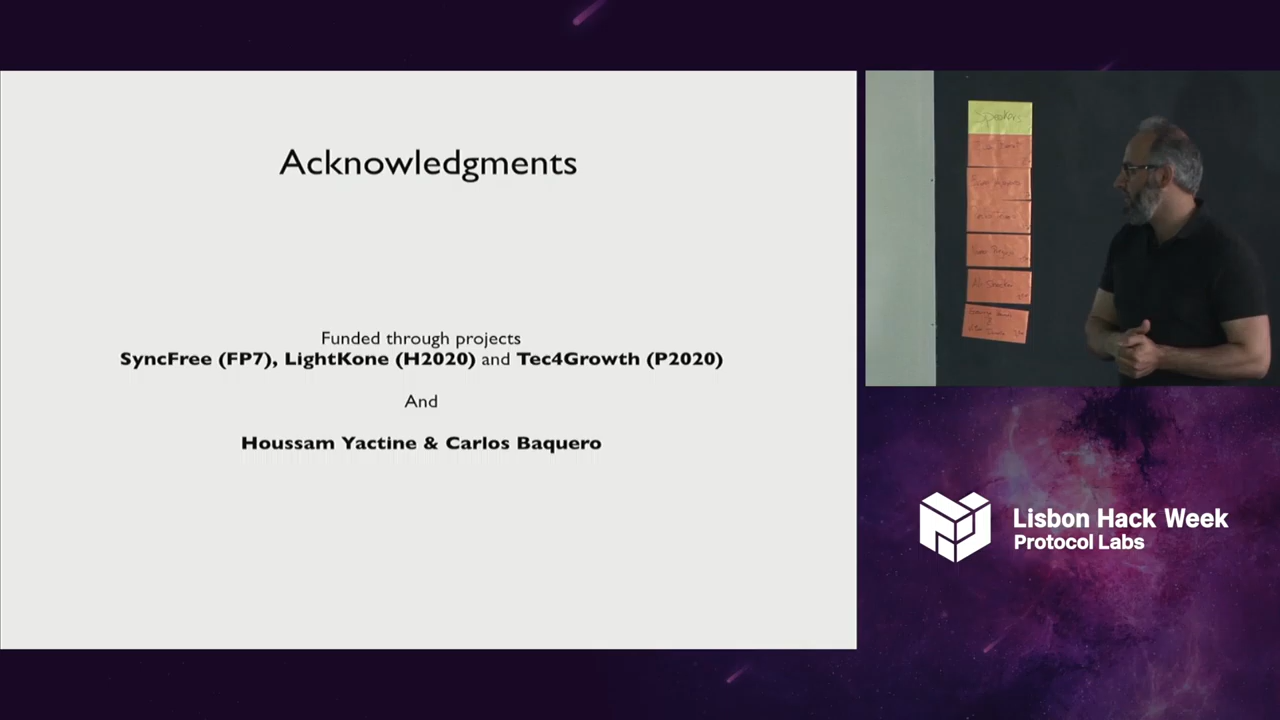 Acknowledgments
Funded through projects
SyncFree (FP7), LightKone (H2020) and Tec4Growth (P2020)
And
Houssam Yactine & Carlos Baquero
Speakers
Lisbon Hack Week
Protocol Labs